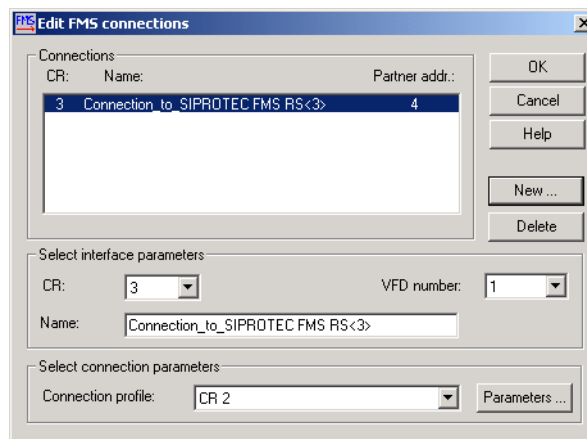 FMS Edit FMS connections
Connections
CR: Name: Partner addr.:
3 Connection_to_SIPROTEC FMS RS<3> 4
OK
Cancel
Help
New ...
Delete
Select interface parameters
CR: 3 VFD number: 1
Name: Connection_to_SIPROTEC FMS RS<3>
Select connection parameters
Connection profile: CR 2 Parameters ...